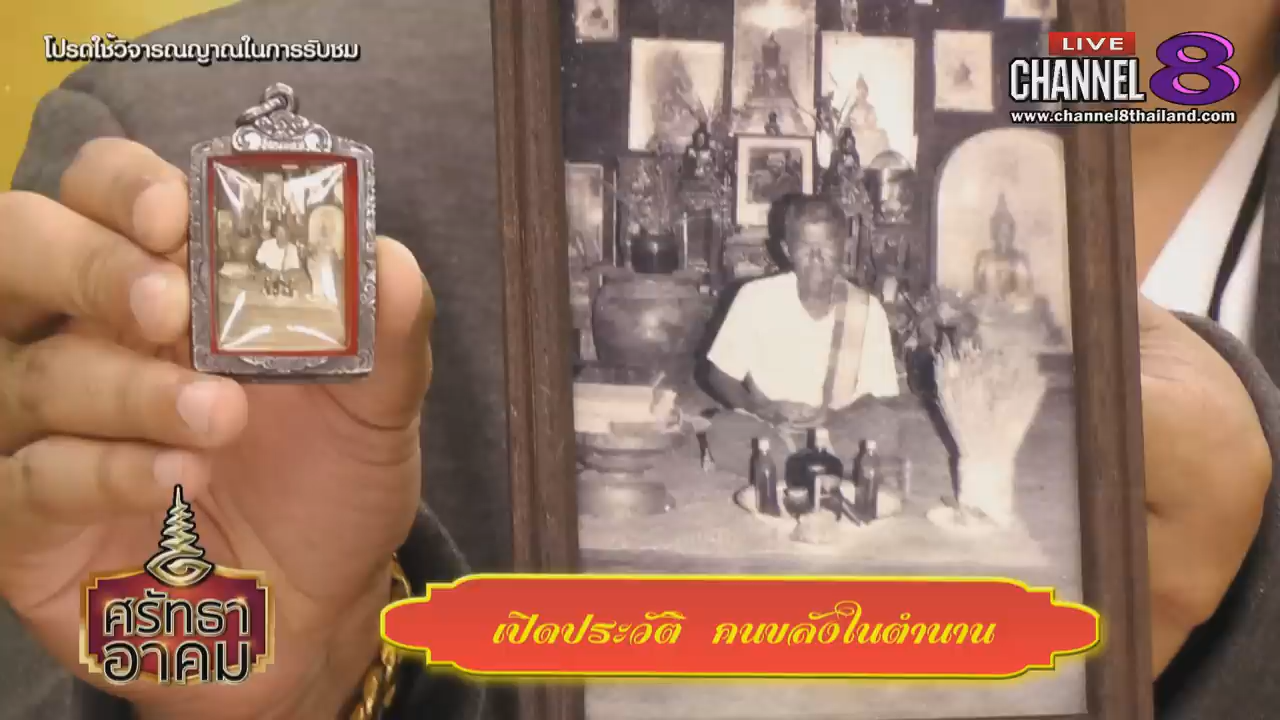 โปรดใช้วิจารณญาณในการรับชม
LIVE
CHANNEL 8
www.channel8thailand.com
ศรัทธา
อาคม
เปิดประวัติ คนขลังในตำนาน